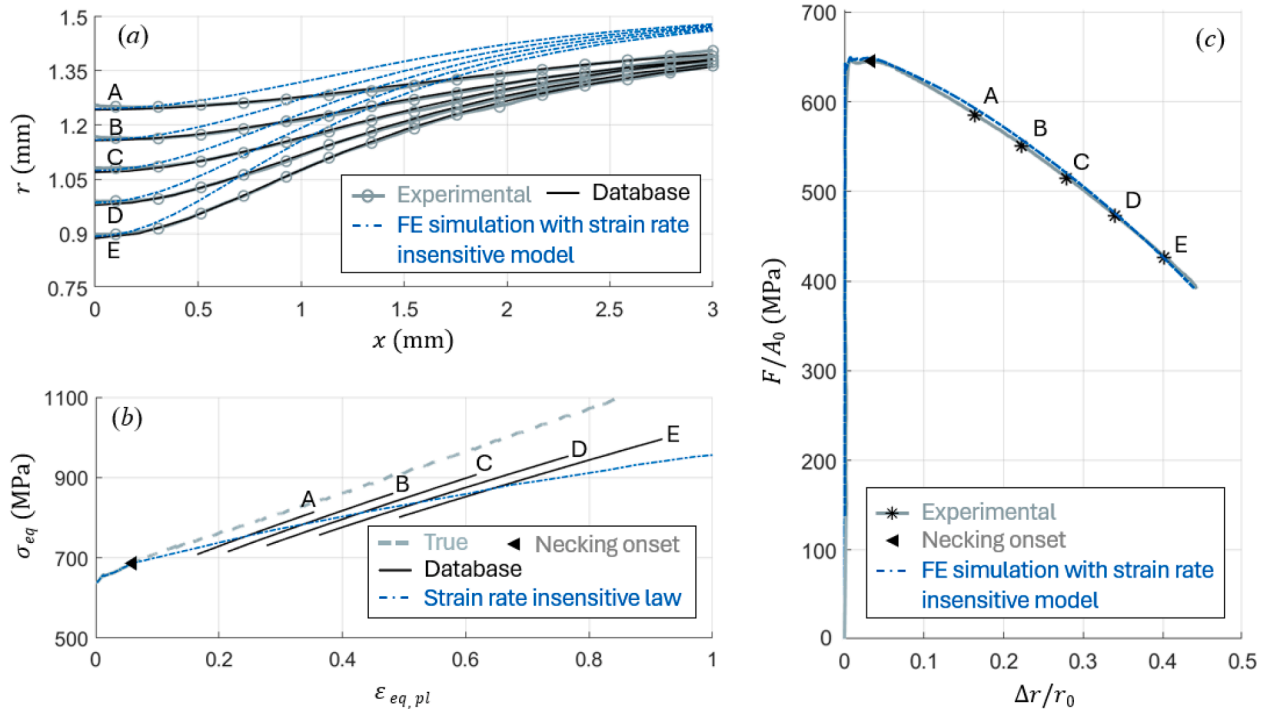 (a)
1.5
1.35
1.2
1.05
0.9
0.75
r (mm)
A
B
C
D
E
Experimental
Database
FE simulation with strain rate
insensitive model
0
0.5
1
1.5
2
2.5
3
x (mm)
(b)
1100
900
700
500
σeq (MPa)
A
B
C
D
E
True
Necking onset
Database
Strain rate insensitive law
0
0.2
0.4
0.6
0.8
1
εeq,pl
(c)
700
600
500
400
300
200
100
0
F/A0 (MPa)
A
B
C
D
E
Experimental
Necking onset
FE simulation with strain rate
insensitive model
0
0.1
0.2
0.3
0.4
0.5
Δr/r0